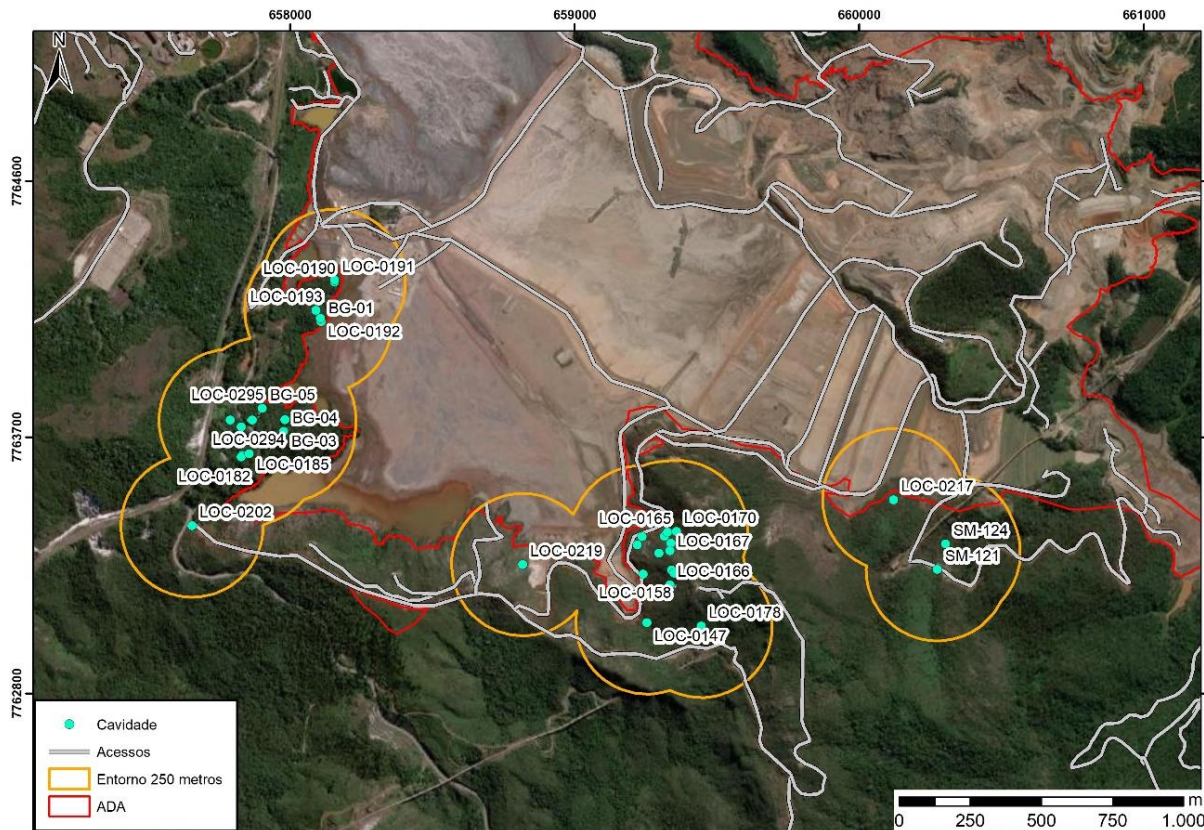 658000 659000 660000 661000
N
7764600
LOC-0190 LOC-0191
LOC-0193 BG-01
LOC-0192
LOC-0295 BG-05
BG-04
7763700
LOC-0294 BG-03
LOC-0182 LOC-0185
LOC-0202
LOC-0217
LOC-0165 LOC-0170
LOC-0167
SM-124
LOC-0219
SM-121
LOC-0166
LOC-0158
LOC-0178
LOC-0147
7762800
Cavidade
Acessos
Entorno 250 metros
ADA
m
0 250 500 750 1.000